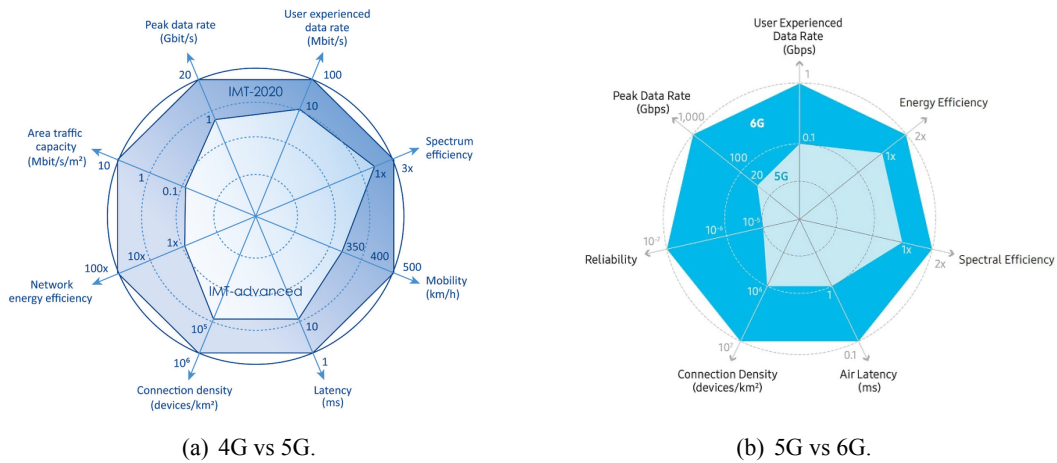 Peak data rate
(Gbit/s)
User experienced
data rate
(Mbit/s)
20
100
IMT-2020
1
10
Area traffic
capacity
(Mbit/s/m²)
Spectrum
efficiency
10
1
0.1
1x
3x
Network
energy efficiency
100x
10x
1x
350
400
500
Mobility
(km/h)
IMT-advanced
10⁵
10⁶
10
1
Connection density
(devices/km²)
Latency
(ms)
(a) 4G vs 5G.
User Experienced
Data Rate
(Gbps)
1
Peak Data Rate
(Gbps)
1,000
Energy Efficiency
2x
6G
0.1
100
1x
20
5G
10⁻⁷
10⁻⁶
10⁻⁵
Reliability
1x
2x
Spectral Efficiency
10⁶
1
10⁷
0.1
Connection Density
(devices/km²)
Air Latency
(ms)
(b) 5G vs 6G.